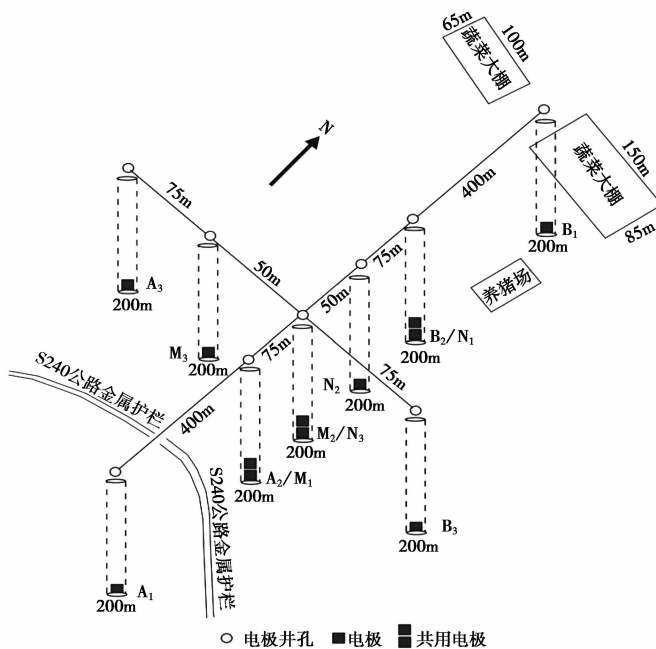 65m
100m
蔬菜大棚
N
150m
蔬菜大棚
85m
400m
B₁
200m
75m
养猪场
75m
50m
A₃
200m
50m
B₂/N₁
200m
M₃
200m
75m
N₂
200m
75m
S240公路金属护栏
400m
M₂/N₃
200m
A₂/M₁
200m
B₃
200m
S240公路金属护栏
A₁
200m
电极井孔
电极
共用电极